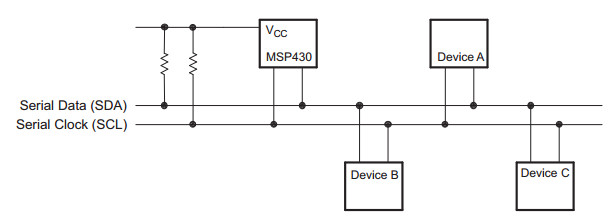 VCC
MSP430
Device A
Serial Data (SDA)
Serial Clock (SCL)
Device B
Device C